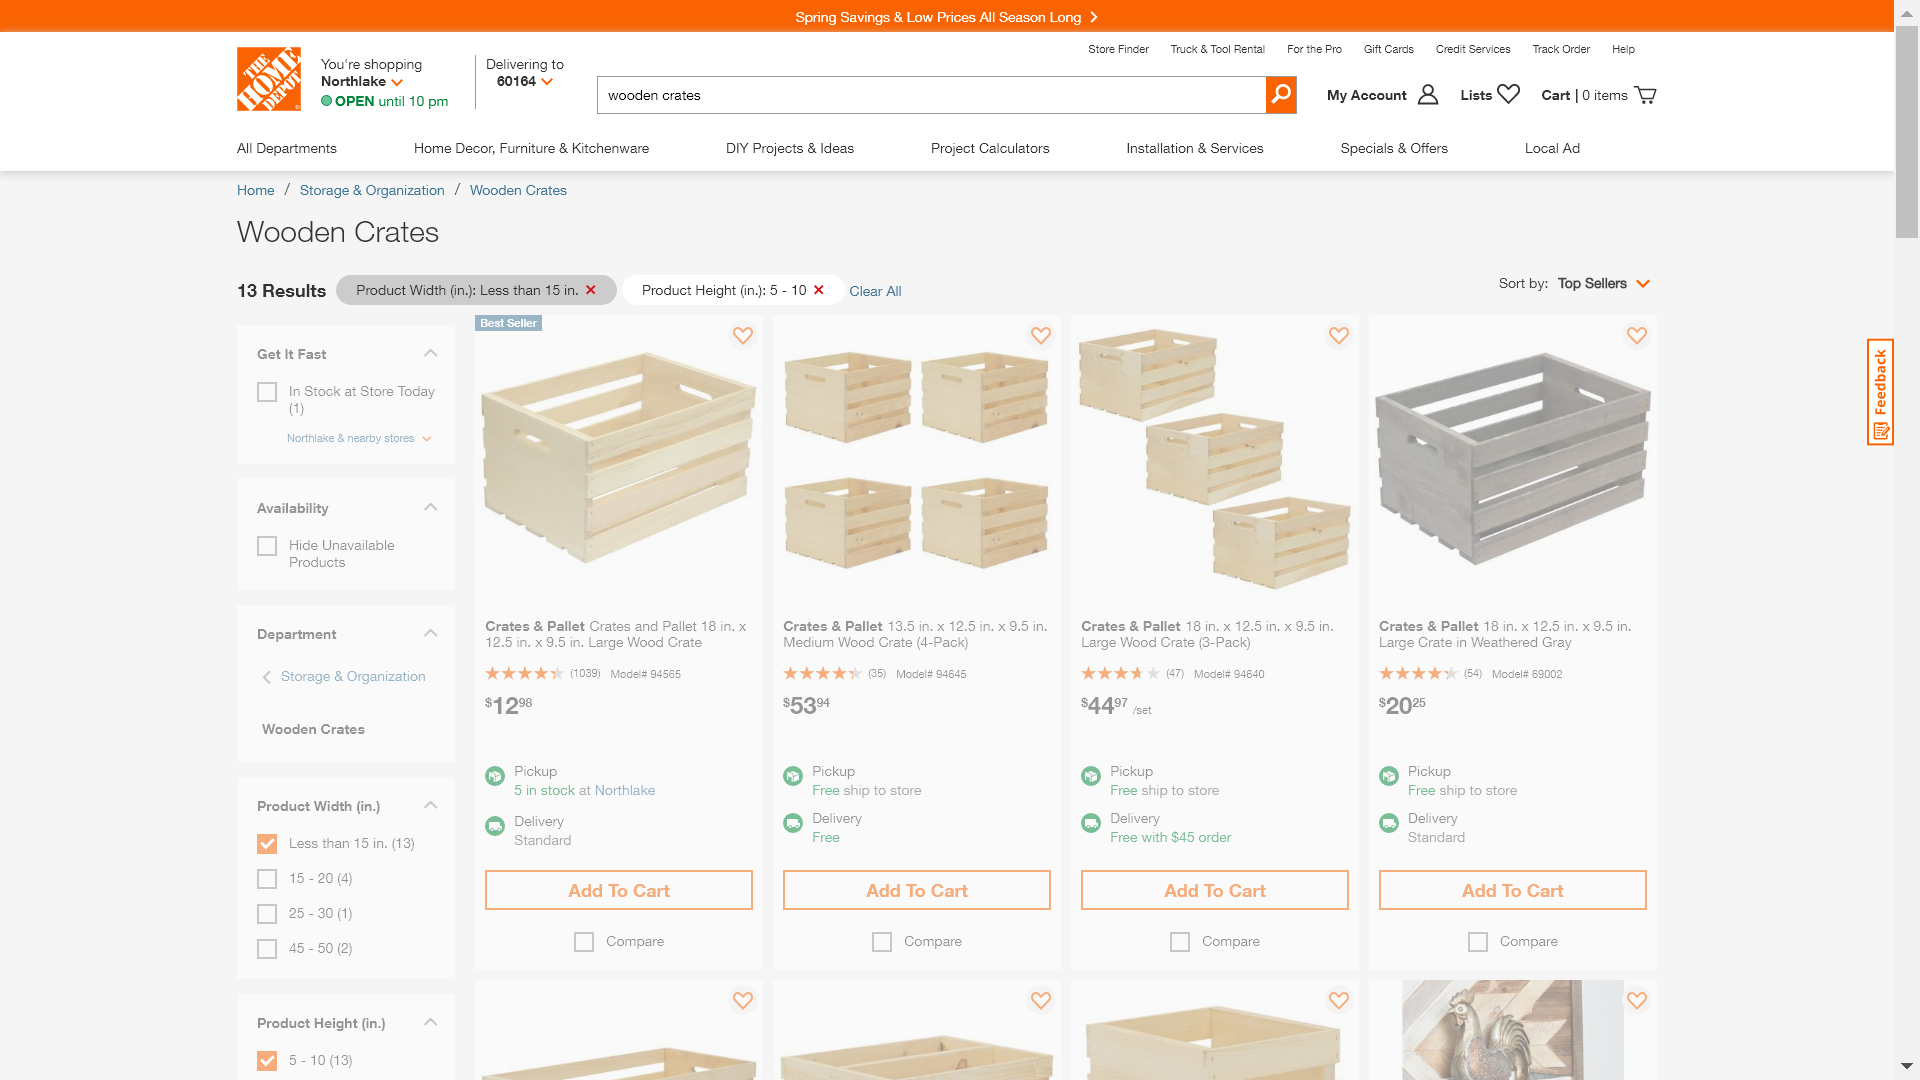 Spring Savings & Low Prices All Season Long
Store Finder
Truck & Tool Rental
For the Pro
Gift Cards
Credit Services
Track Order
Help
THE HOME DEPOT
You're shopping
Northlake
OPEN until 10 pm
Delivering to
60164
wooden crates
My Account
Lists
Cart | 0 items
All Departments
Home Decor, Furniture & Kitchenware
DIY Projects & Ideas
Project Calculators
Installation & Services
Specials & Offers
Local Ad
Home / Storage & Organization / Wooden Crates
Wooden Crates
13 Results
Product Width (in.): Less than 15 in.
Product Height (in.): 5 - 10
Clear All
Sort by: Top Sellers
Get It Fast
In Stock at Store Today
(1)
Northlake & nearby stores
Availability
Hide Unavailable
Products
Department
Storage & Organization
Wooden Crates
Product Width (in.)
Less than 15 in. (13)
15 - 20 (4)
25 - 30 (1)
45 - 50 (2)
Product Height (in.)
5 - 10 (13)
Best Seller
Crates & Pallet Crates and Pallet 18 in. x
12.5 in. x 9.5 in. Large Wood Crate
(1039) Model# 94565
$1298
Pickup
5 in stock at Northlake
Delivery
Standard
Add To Cart
Compare
Crates & Pallet 13.5 in. x 12.5 in. x 9.5 in.
Medium Wood Crate (4-Pack)
(35) Model# 94645
$5394
Pickup
Free ship to store
Delivery
Free
Add To Cart
Compare
Crates & Pallet 18 in. x 12.5 in. x 9.5 in.
Large Wood Crate (3-Pack)
(47) Model# 94640
$4497 /set
Pickup
Free ship to store
Delivery
Free with $45 order
Add To Cart
Compare
Crates & Pallet 18 in. x 12.5 in. x 9.5 in.
Large Crate in Weathered Gray
(54) Model# 69002
$2025
Pickup
Free ship to store
Delivery
Standard
Add To Cart
Compare
Feedback